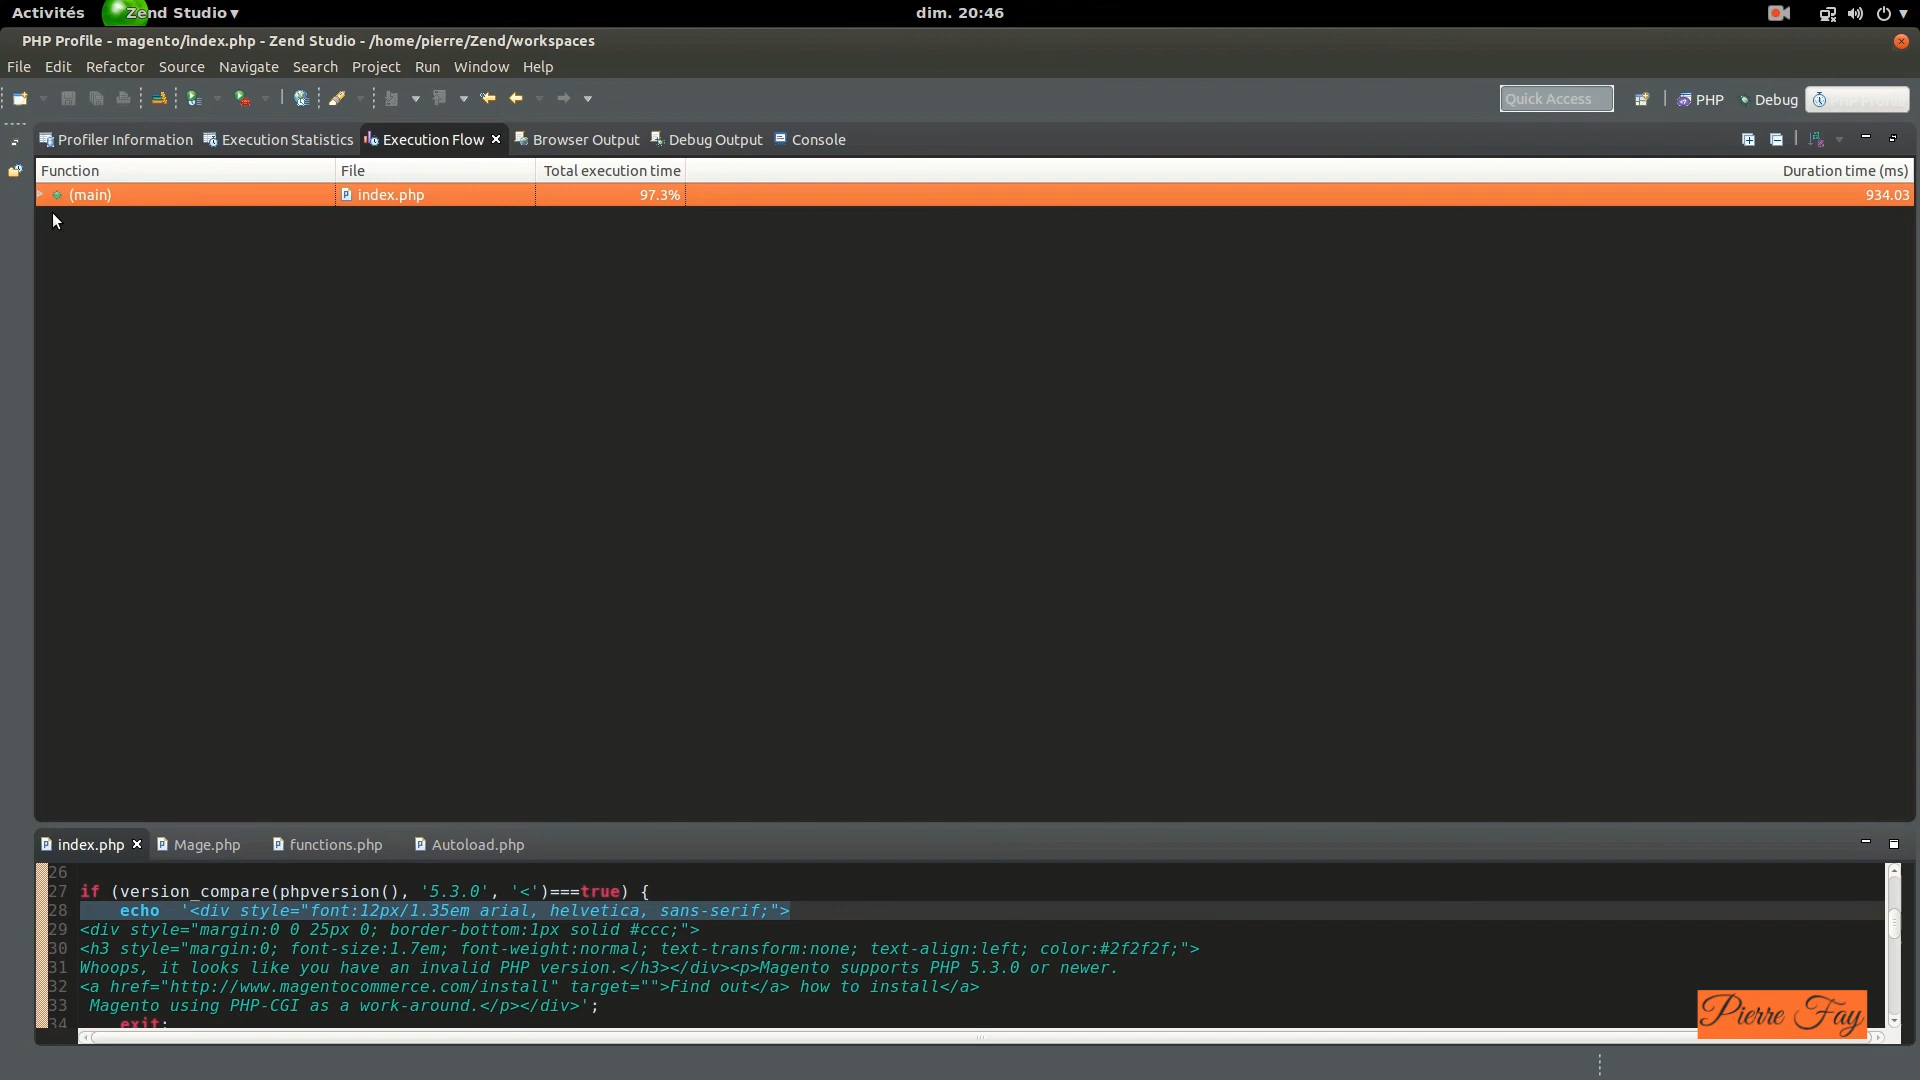 Activités Zend Studio ▾ dim. 20:46
PHP Profile - magento/index.php - Zend Studio - /home/pierre/Zend/workspaces
File Edit Refactor Source Navigate Search Project Run Window Help
Quick Access PHP Debug
Profiler Information Execution Statistics Execution Flow Browser Output Debug Output Console
Function File Total execution time Duration time (ms)
(main) index.php 97.3% 934.03
index.php Mage.php functions.php Autoload.php
26
27 if (version_compare(phpversion(), '5.3.0', '<')===true) {
28 echo '<div style="font:12px/1.35em arial, helvetica, sans-serif;">
29 <div style="margin:0 0 25px 0; border-bottom:1px solid #ccc;">
30 <h3 style="margin:0; font-size:1.7em; font-weight:normal; text-transform:none; text-align:left; color:#2f2f2f;">
31 Whoops, it looks like you have an invalid PHP version.</h3></div><p>Magento supports PHP 5.3.0 or newer.
32 <a href="http://www.magentocommerce.com/install" target="">Find out</a> how to install</a>
33 Magento using PHP-CGI as a work-around.</p></div>';
34 exit;
Pierre Fay